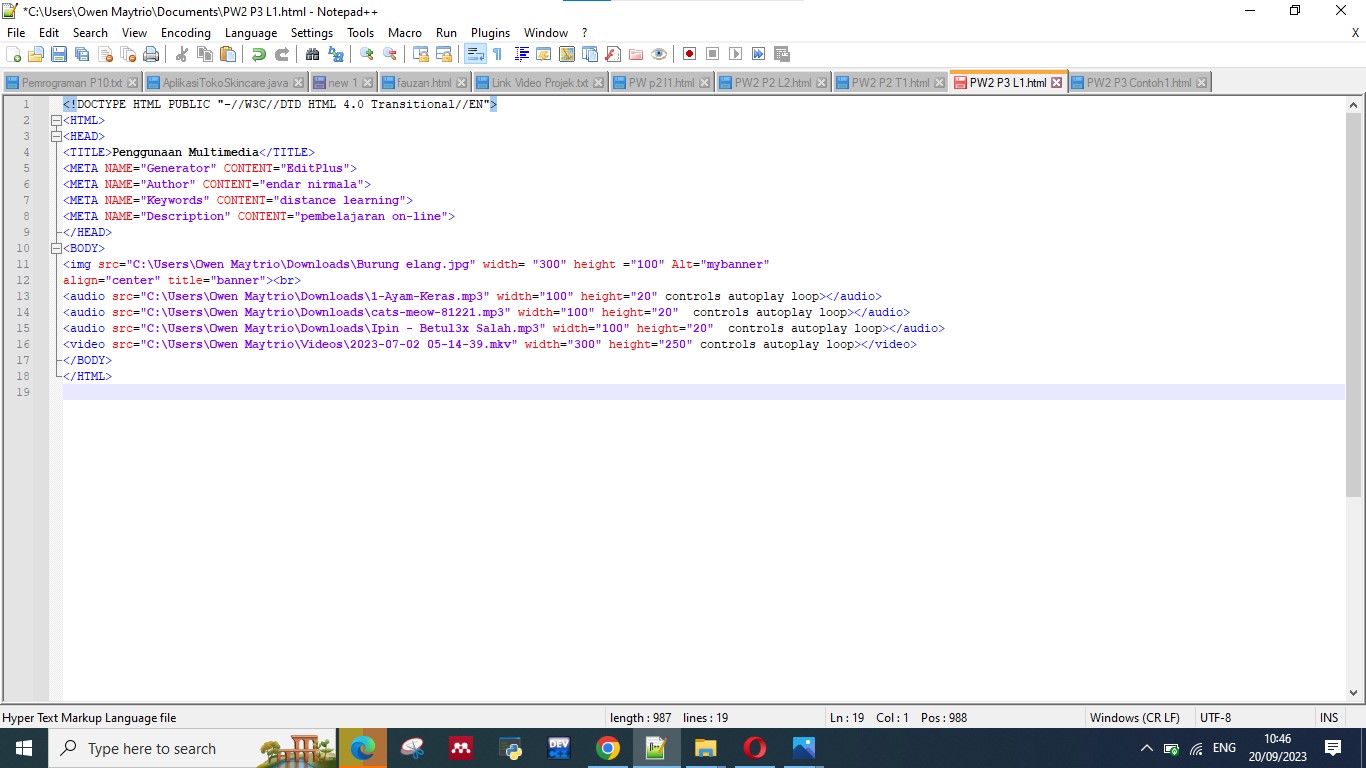 *C:\Users\Owen Maytrio\Documents\PW2 P3 L1.html - Notepad++
File Edit Search View Encoding Language Settings Tools Macro Run Plugins Window ? X
Pemrograman P10.txt AplikasiTokoSkincare.java new 1 fauzan.html Link Video Projek.txt PW p2 l1.html PW2 P2 L2.html PW2 P2 T1.html PW2 P3 L1.html PW2 P3 Contoh1.html
1 <!DOCTYPE HTML PUBLIC "-//W3C//DTD HTML 4.0 Transitional//EN">
2 <HTML>
3 <HEAD>
4 <TITLE>Penggunaan Multimedia</TITLE>
5 <META NAME="Generator" CONTENT="EditPlus">
6 <META NAME="Author" CONTENT="endar nirmala">
7 <META NAME="Keywords" CONTENT="distance learning">
8 <META NAME="Description" CONTENT="pembelajaran on-line">
9 </HEAD>
10 <BODY>
11 <img src="C:\Users\Owen Maytrio\Downloads\Burung elang.jpg" width= "300" height ="100" Alt="mybanner"
12 align="center" title="banner"><br>
13 <audio src="C:\Users\Owen Maytrio\Downloads\1-Ayam-Keras.mp3" width="100" height="20" controls autoplay loop></audio>
14 <audio src="C:\Users\Owen Maytrio\Downloads\cats-meow-81221.mp3" width="100" height="20"  controls autoplay loop></audio>
15 <audio src="C:\Users\Owen Maytrio\Downloads\Ipin - Betul3x Salah.mp3" width="100" height="20"  controls autoplay loop></audio>
16 <video src="C:\Users\Owen Maytrio\Videos\2023-07-02 05-14-39.mkv" width="300" height="250" controls autoplay loop></video>
17 </BODY>
18 </HTML>
19
Hyper Text Markup Language file length : 987 lines : 19 Ln : 19 Col : 1 Pos : 988 Windows (CR LF) UTF-8 INS
Type here to search DEV ENG 10:46
20/09/2023